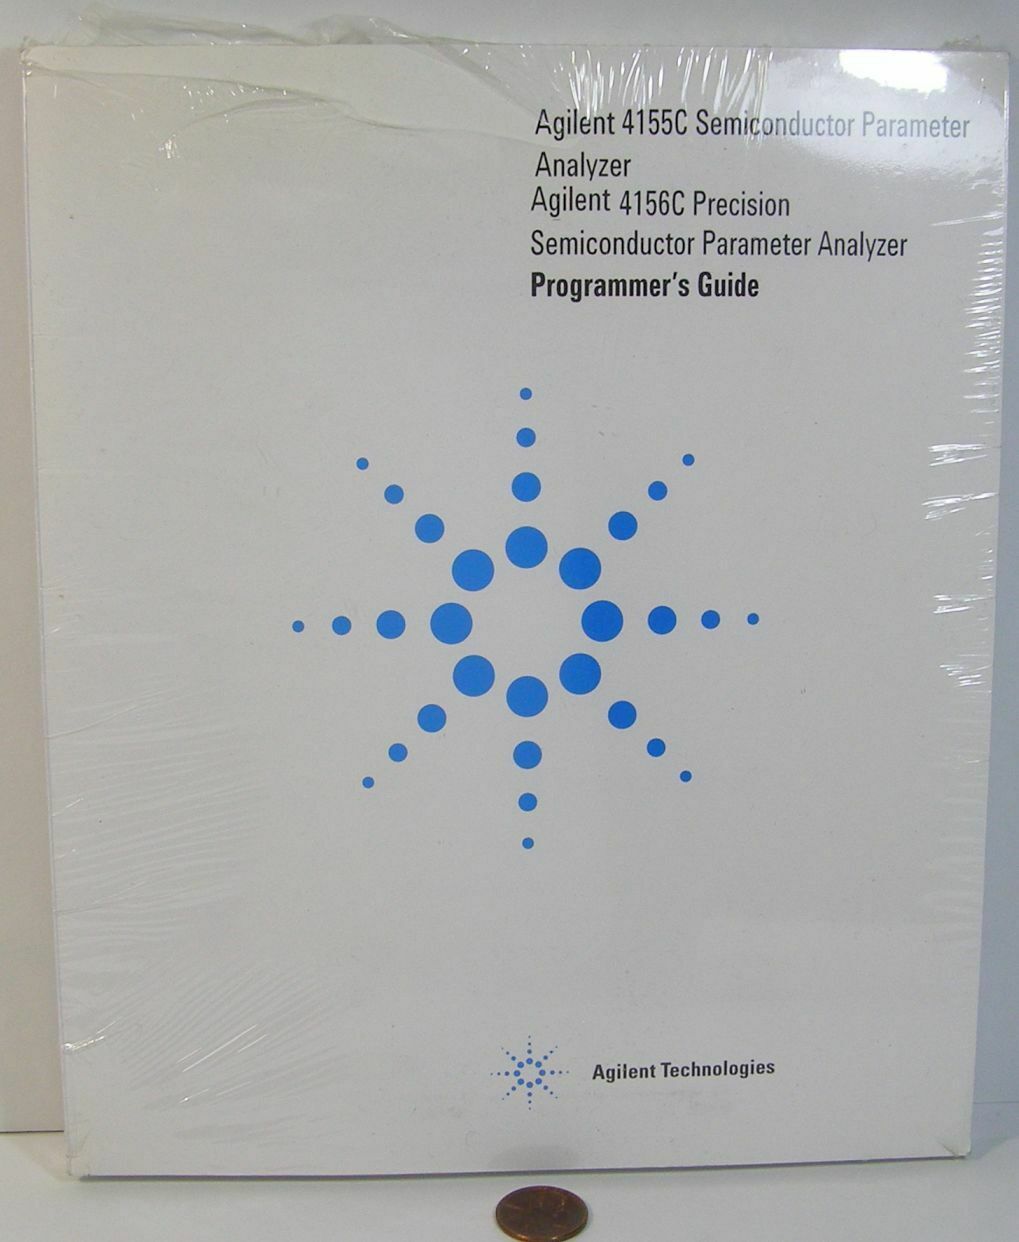 Agilent 4155C Semiconductor Parameter
Analyzer
Agilent 4156C Precision
Semiconductor Parameter Analyzer
Programmer's Guide
Agilent Technologies